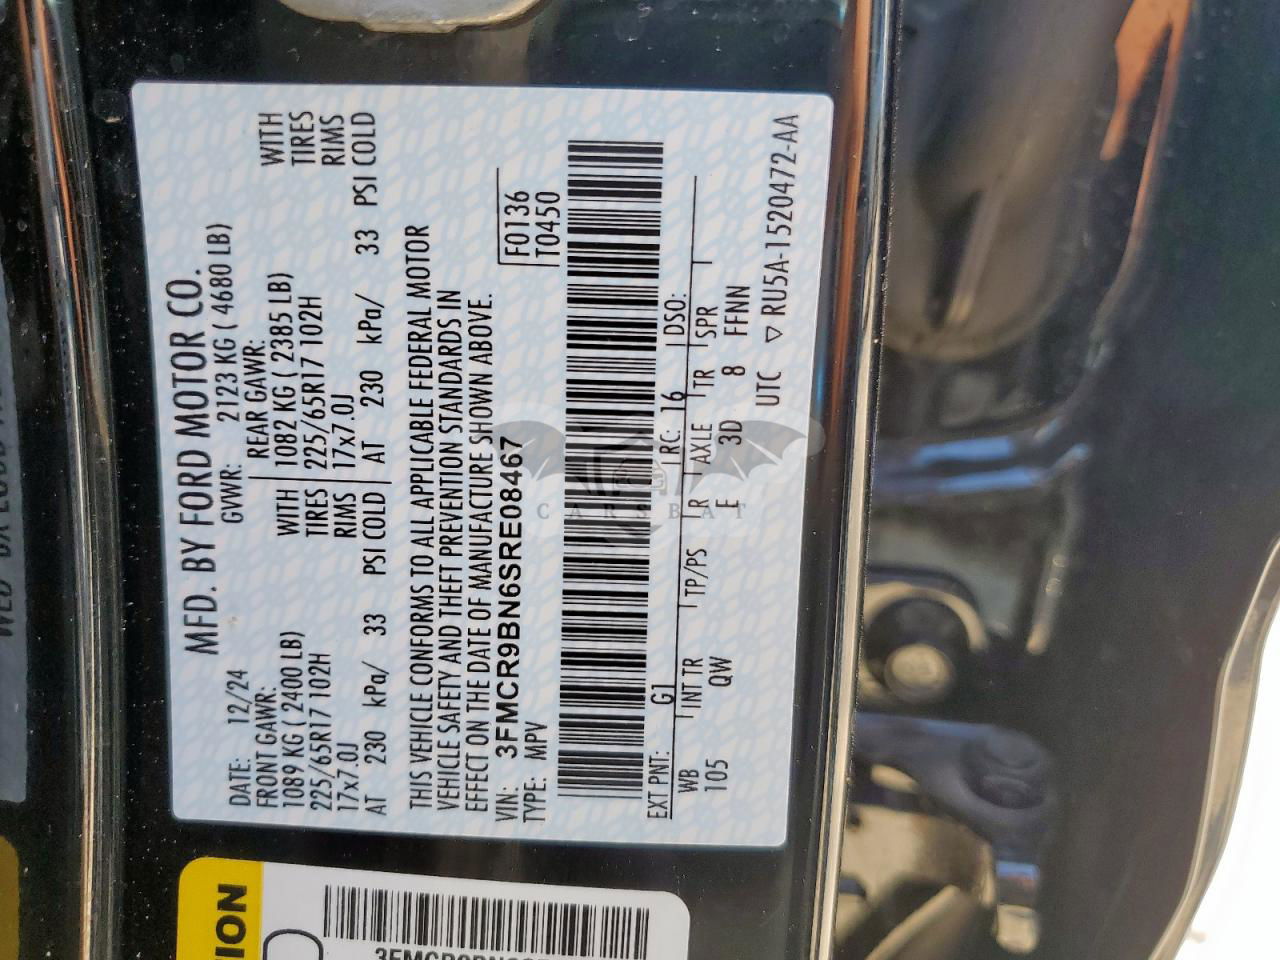 MFD. BY FORD MOTOR CO.
DATE: 12/24 GVWR: 2123 KG ( 4680 LB)
FRONT GAWR: REAR GAWR:
1089 KG ( 2400 LB) WITH 1082 KG ( 2385 LB) WITH
225/65R17 102H TIRES 225/65R17 102H TIRES
17x7.0J RIMS 17x7.0J RIMS
AT 230 kPa/ 33 PSI COLD AT 230 kPa/ 33 PSI COLD
THIS VEHICLE CONFORMS TO ALL APPLICABLE FEDERAL MOTOR
VEHICLE SAFETY AND THEFT PREVENTION STANDARDS IN
EFFECT ON THE DATE OF MANUFACTURE SHOWN ABOVE.
VIN: 3FMCR9BN6SRE08467 F0136
TYPE: MPV T0450
EXT PNT: G1 RC: 16 DSO:
WB INT TR TP/PS R AXLE TR SPR
105 QW E 3D 8 FFNN
UTC ▽ RU5A-1520472-AA
CARSBAT